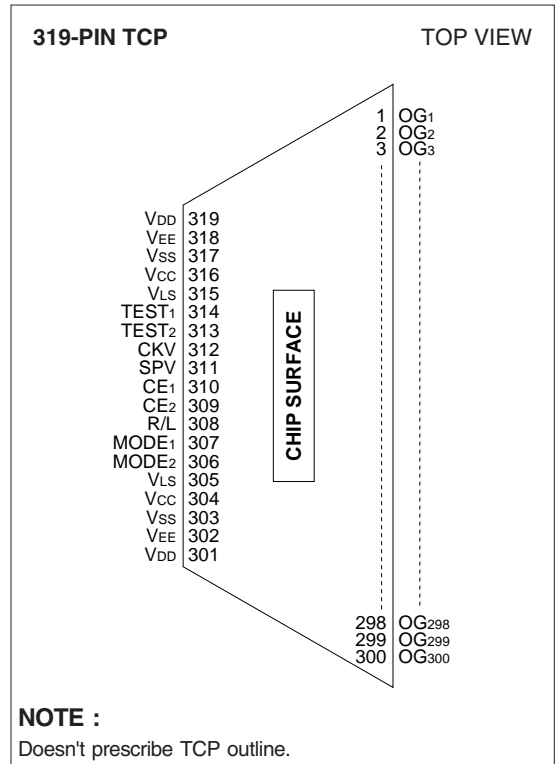 319-PIN TCP TOP VIEW
1 OG1
2 OG2
3 OG3
VDD 319
VEE 318
VSS 317
VCC 316
VLS 315
TEST1 314
TEST2 313
CKV 312
SPV 311
CE1 310
CE2 309
R/L 308
MODE1 307
MODE2 306
VLS 305
VCC 304
VSS 303
VEE 302
VDD 301
CHIP SURFACE
298 OG298
299 OG299
300 OG300
NOTE :
Doesn't prescribe TCP outline.